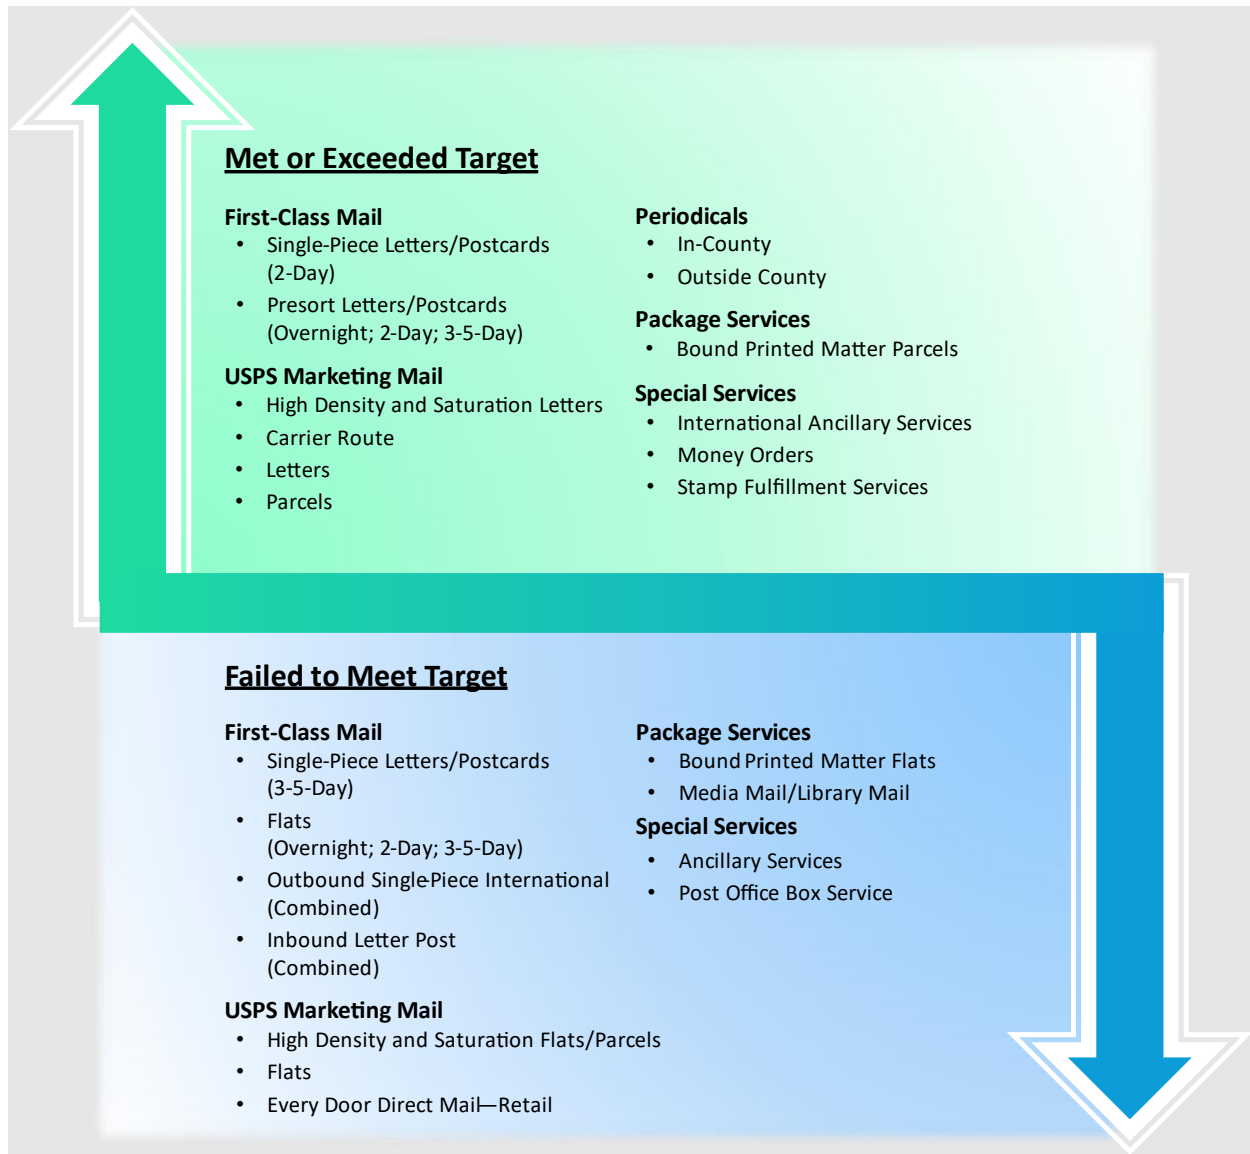 Met or Exceeded Target
First-Class Mail
• Single-Piece Letters/Postcards
(2-Day)
• Presort Letters/Postcards
(Overnight; 2-Day; 3-5-Day)
USPS Marketing Mail
• High Density and Saturation Letters
• Carrier Route
• Letters
• Parcels
Periodicals
• In-County
• Outside County
Package Services
• Bound Printed Matter Parcels
Special Services
• International Ancillary Services
• Money Orders
• Stamp Fulfillment Services
Failed to Meet Target
First-Class Mail
• Single-Piece Letters/Postcards
(3-5-Day)
• Flats
(Overnight; 2-Day; 3-5-Day)
• Outbound Single-Piece International
(Combined)
• Inbound Letter Post
(Combined)
USPS Marketing Mail
• High Density and Saturation Flats/Parcels
• Flats
• Every Door Direct Mail—Retail
Package Services
• Bound Printed Matter Flats
• Media Mail/Library Mail
Special Services
• Ancillary Services
• Post Office Box Service